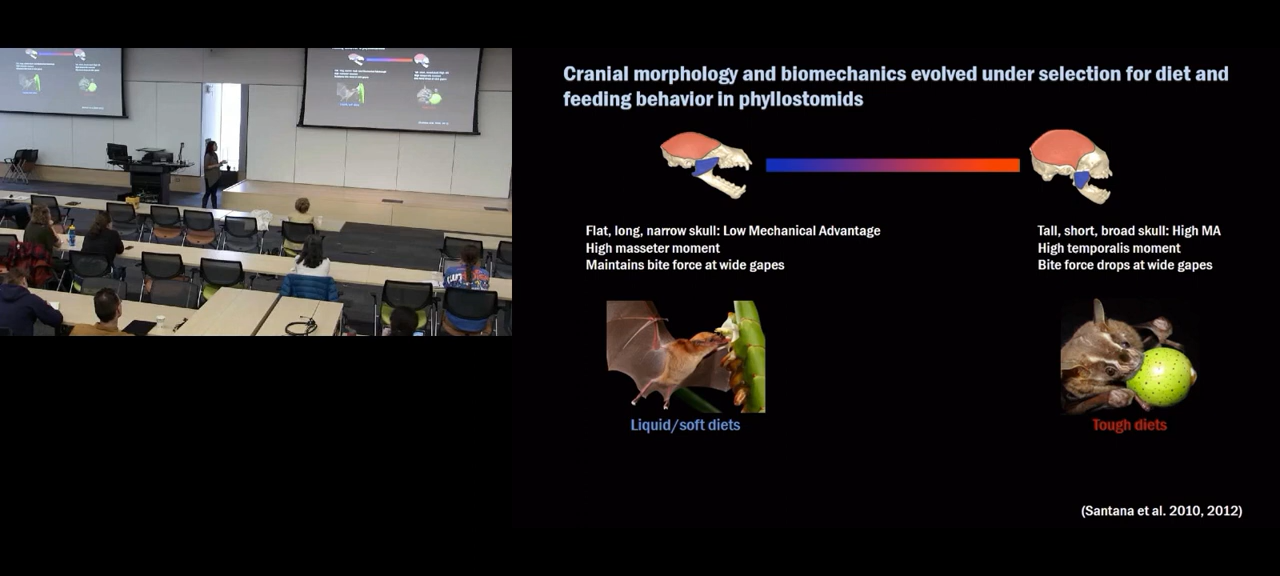 Cranial morphology and biomechanics evolved under selection for diet and
feeding behavior in phyllostomids
Flat, long, narrow skull: Low Mechanical Advantage
High masseter moment
Maintains bite force at wide gapes
Tall, short, broad skull: High MA
High temporalis moment
Bite force drops at wide gapes
Liquid/soft diets
Tough diets
(Santana et al. 2010, 2012)